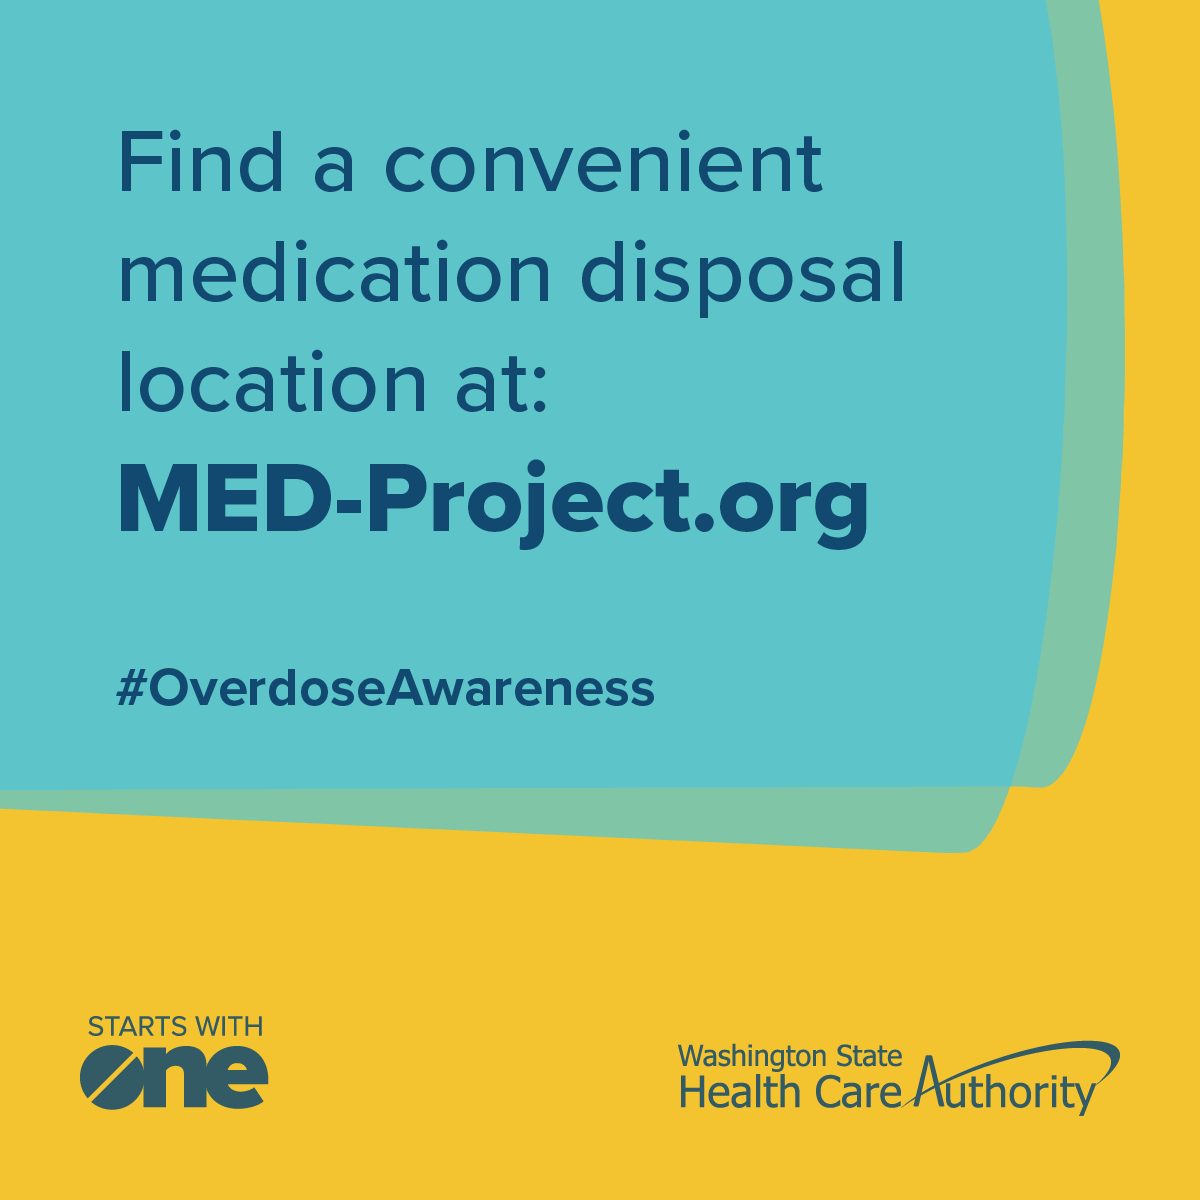 Find a convenient
medication disposal
location at:
MED-Project.org
#OverdoseAwareness
STARTS WITH
one
Washington State
Health Care Authority